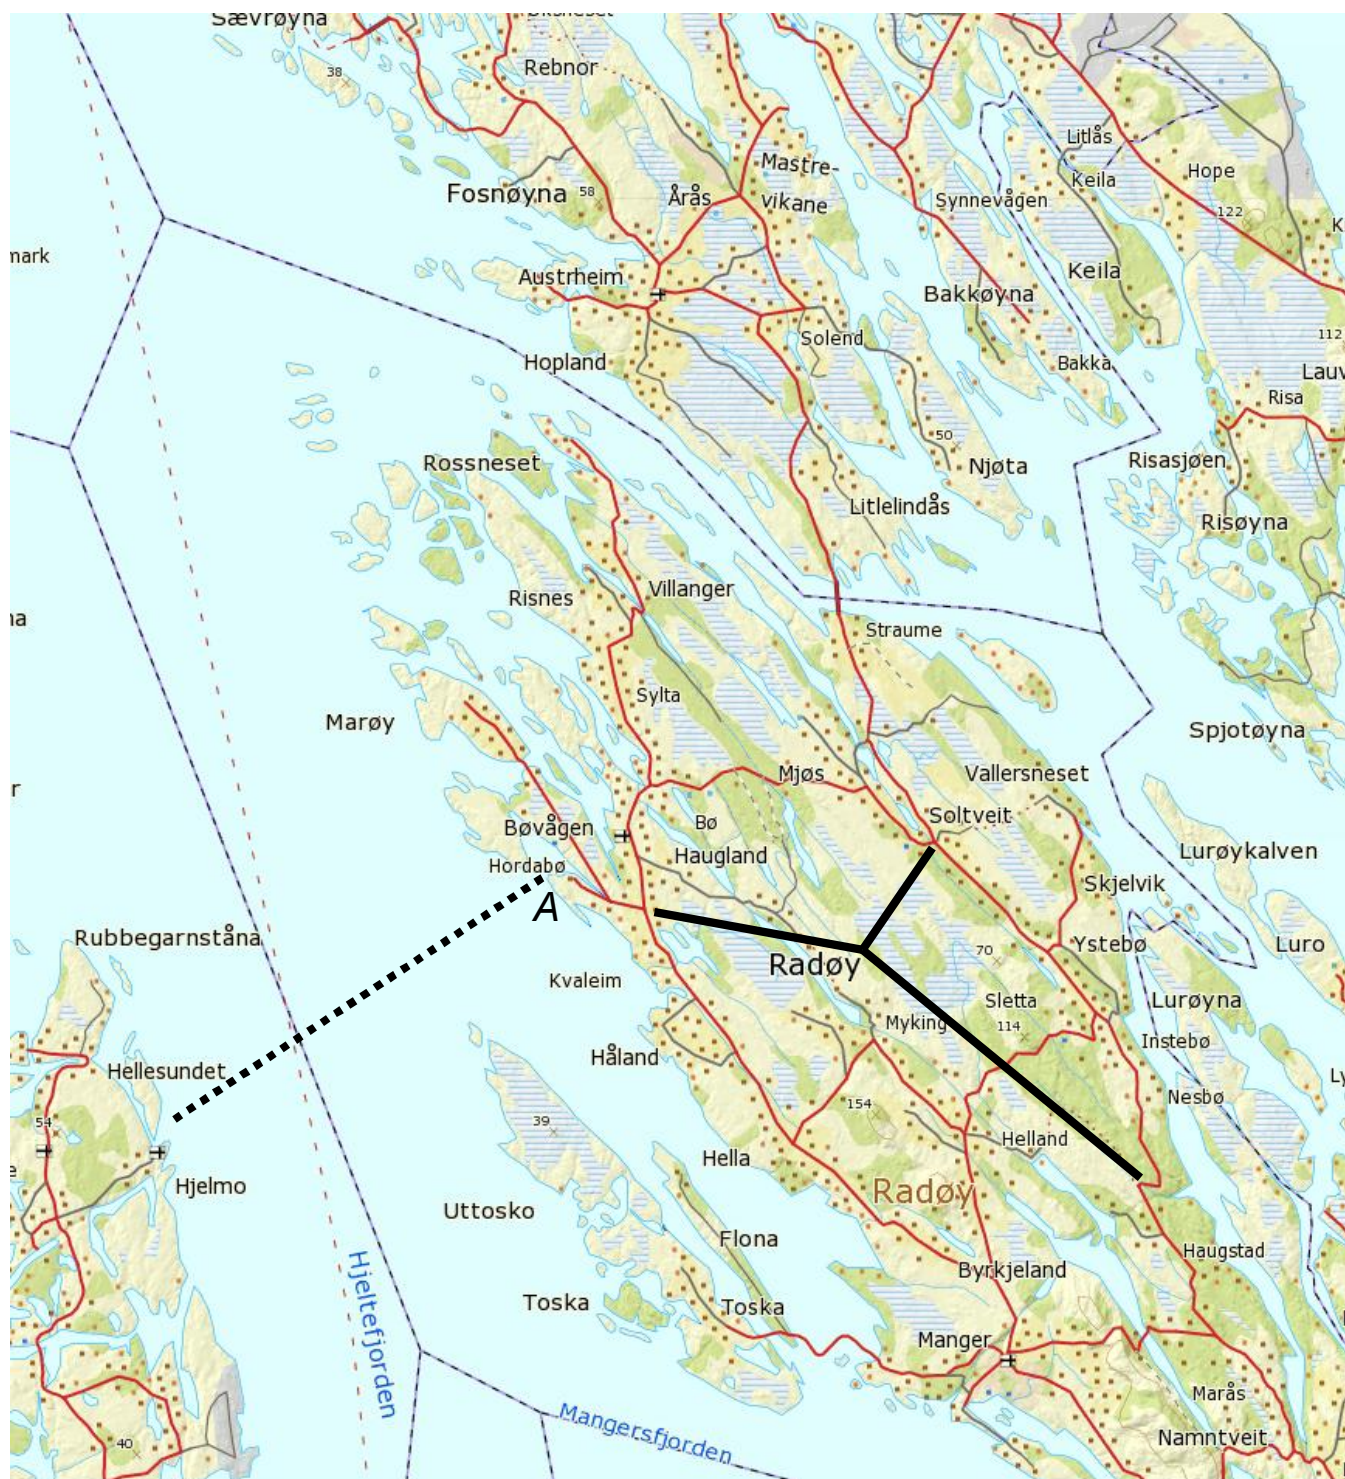 Sævrøyna
38
Rebnor
Litlås
Mastre-
vikane
Hope
Keila
Fosnøyna
58
Årås
Synnevågen
122
mark
Austrheim
Keila
Bakkøyna
Solend
112
Hopland
Bakka
Risa
Rossneset
50
Njøta
Risasjøen
Litlelindås
Risøyna
Risnes
Villanger
Straume
Sylta
Marøy
Spjotøyna
Mjøs
Vallersneset
Bøvågen
Bø
Soltveit
Haugland
Lurøykalven
Hordabø
Skjelvik
A
Rubbegarnståna
Ystebø
Luro
70
Radøy
Kvaleim
Sletta
Lurøyna
Myking
114
Instebø
Håland
Hellesundet
Nesbø
54
39
154
Helland
Hella
Hjelmo
Radøy
Uttosko
Flona
Haugstad
Byrkjeland
Hjeltefjorden
Toska
Toska
Manger
Marås
Mangersfjorden
Namntveit
40